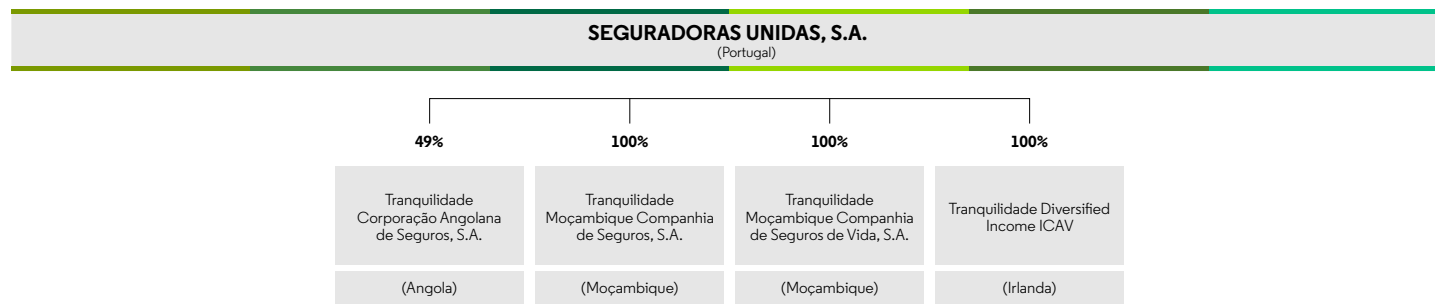 SEGURADORAS UNIDAS, S.A.
(Portugal)
49%
100%
100%
100%
Tranquilidade
Corporação Angolana
de Seguros, S.A.
Tranquilidade
Moçambique Companhia
de Seguros, S.A.
Tranquilidade
Moçambique Companhia
de Seguros de Vida, S.A.
Tranquilidade Diversified
Income ICAV
(Angola)
(Moçambique)
(Moçambique)
(Irlanda)